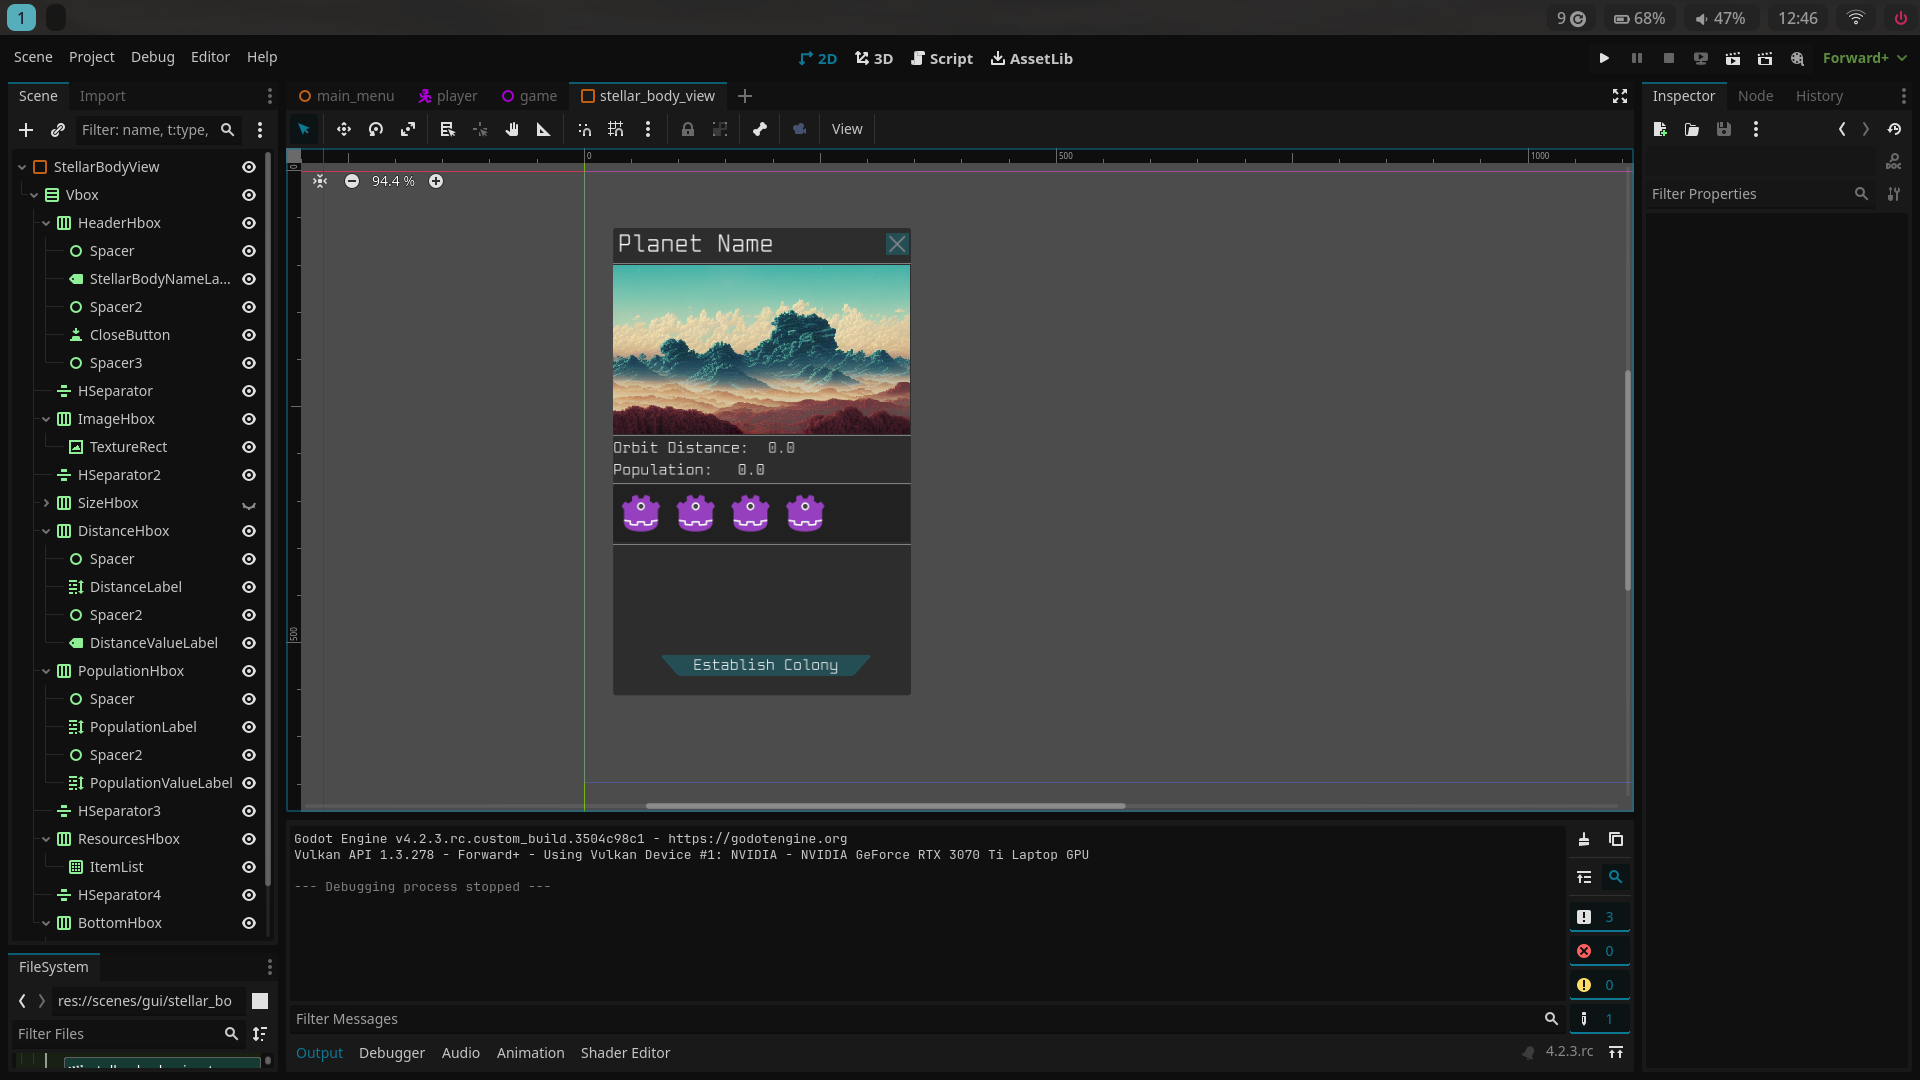 1
9
68%
47%
12:46
Scene Project Debug Editor Help
2D 3D Script AssetLib
Forward+
Scene Import
main_menu player game stellar_body_view
Inspector Node History
Filter: name, t:type,
View
0 500 1000
0
500
94.4 %
Filter Properties
StellarBodyView
Vbox
HeaderHbox
Spacer
StellarBodyNameLa...
Spacer2
CloseButton
Spacer3
HSeparator
ImageHbox
TextureRect
HSeparator2
SizeHbox
DistanceHbox
Spacer
DistanceLabel
Spacer2
DistanceValueLabel
PopulationHbox
Spacer
PopulationLabel
Spacer2
PopulationValueLabel
HSeparator3
ResourcesHbox
ItemList
HSeparator4
BottomHbox
Planet Name
Orbit Distance: 0.0
Population: 0.0
Establish Colony
Godot Engine v4.2.3.rc.custom_build.3504c98c1 - https://godotengine.org
Vulkan API 1.3.278 - Forward+ - Using Vulkan Device #1: NVIDIA - NVIDIA GeForce RTX 3070 Ti Laptop GPU
--- Debugging process stopped ---
3
0
0
1
Filter Messages
Output Debugger Audio Animation Shader Editor
4.2.3.rc
FileSystem
res://scenes/gui/stellar_bo
Filter Files